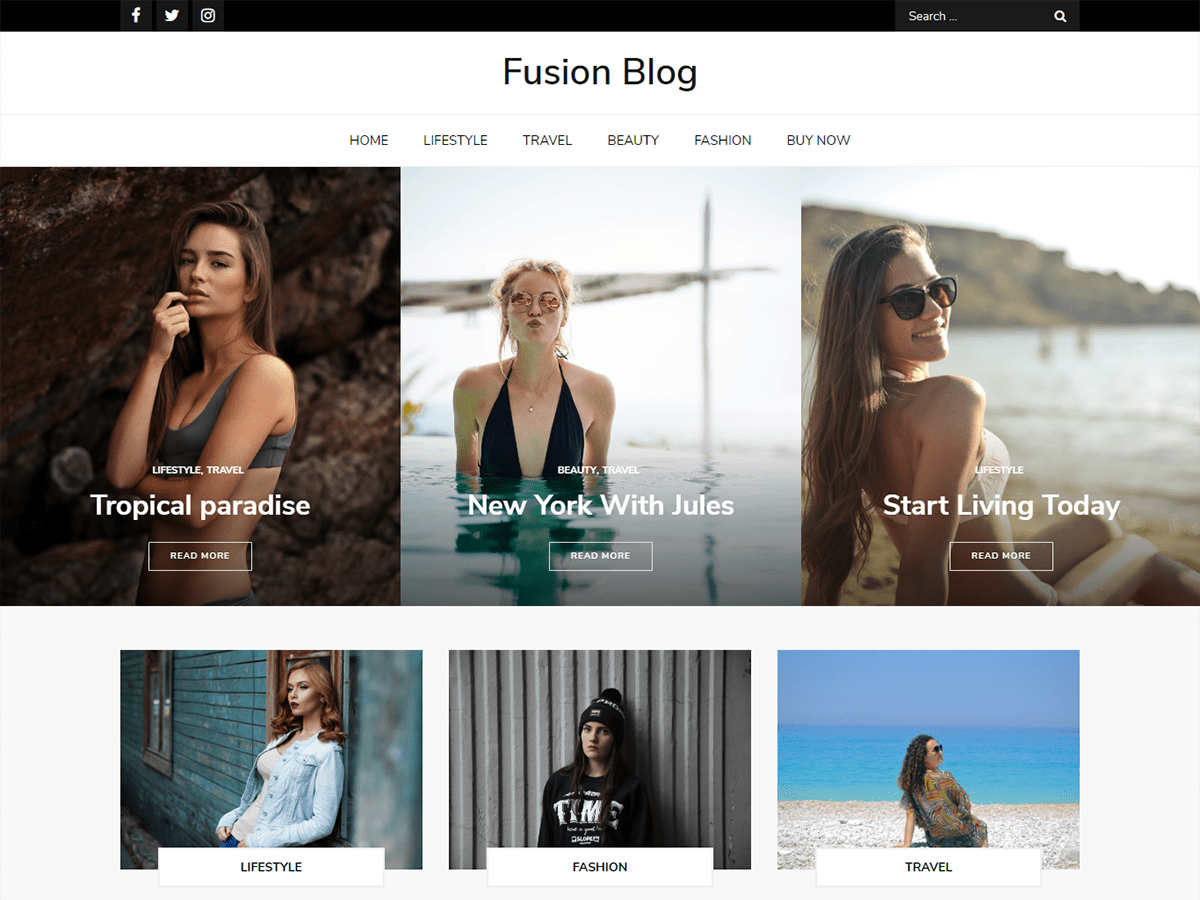 Search ...
Fusion Blog
HOME LIFESTYLE TRAVEL BEAUTY FASHION BUY NOW
LIFESTYLE, TRAVEL
Tropical paradise
READ MORE
BEAUTY, TRAVEL
New York With Jules
READ MORE
LIFESTYLE
Start Living Today
READ MORE
TIME
LIFESTYLE
FASHION
TRAVEL